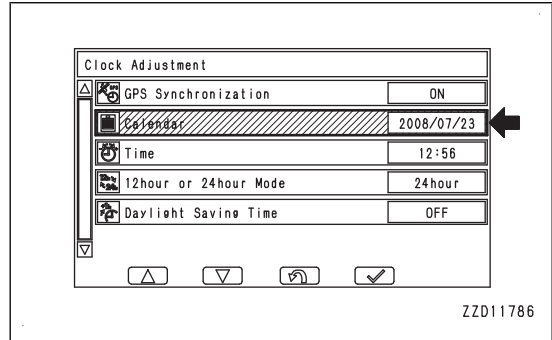 Clock Adjustment
GPS Synchronization ON
Calendar 2008/07/23
Time 12:56
12hour or 24hour Mode 24hour
Daylight Saving Time OFF
ZZD11786